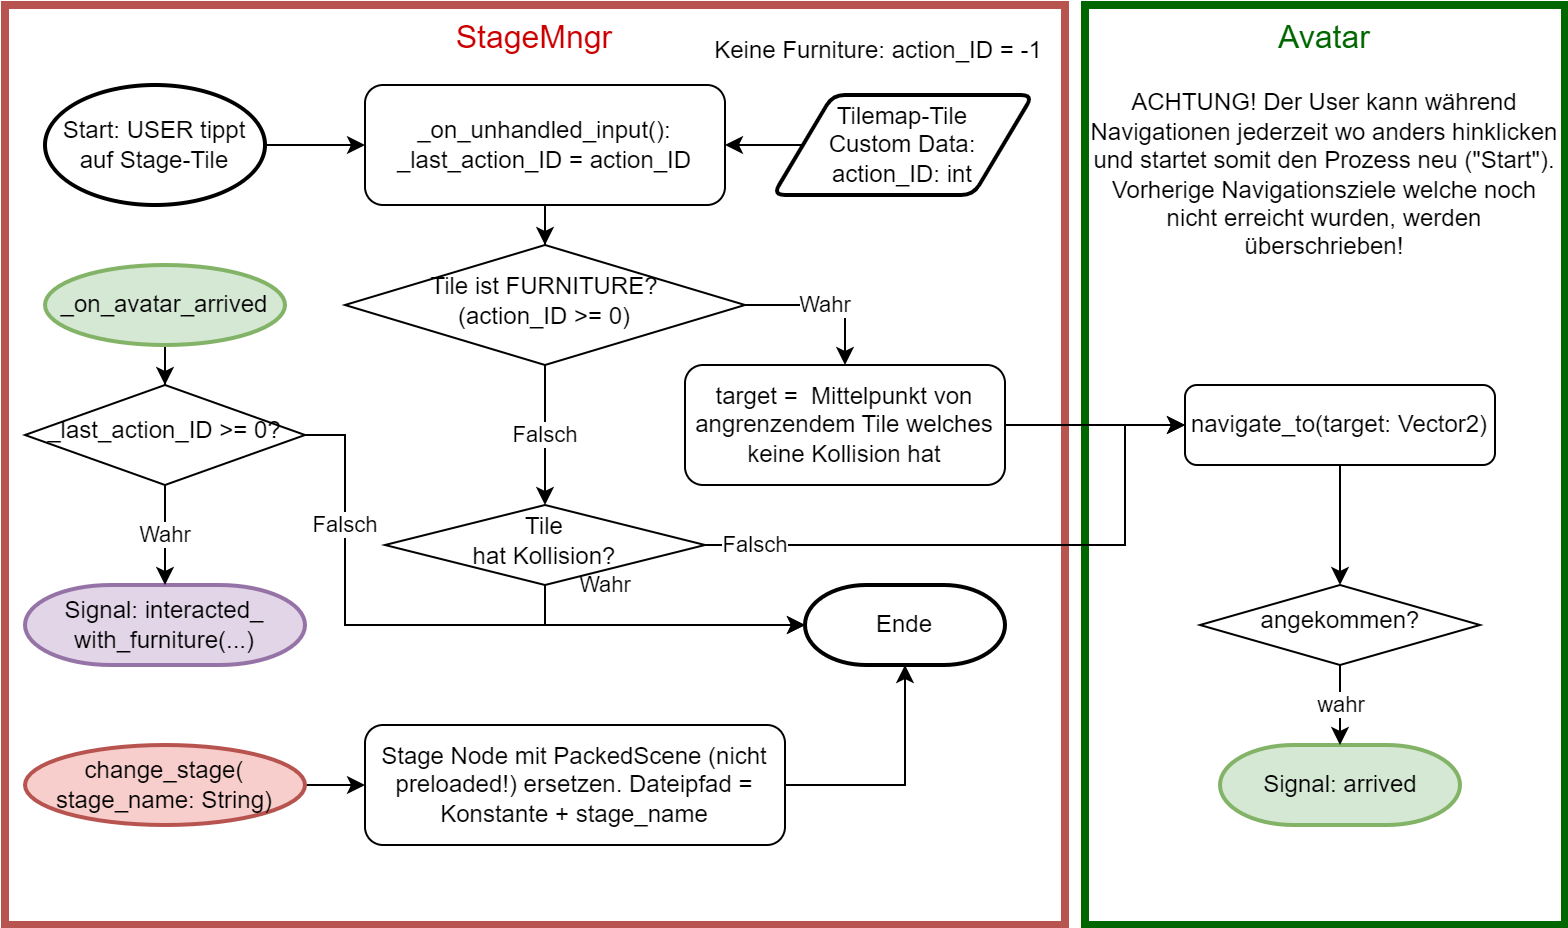 StageMngr
Keine Furniture: action_ID = -1
Start: USER tippt
auf Stage-Tile
_on_unhandled_input():
_last_action_ID = action_ID
Tilemap-Tile
Custom Data:
action_ID: int
_on_avatar_arrived
Tile ist FURNITURE?
(action_ID >= 0)
Wahr
target =  Mittelpunkt von
angrenzendem Tile welches
keine Kollision hat
_last_action_ID >= 0?
Falsch
Falsch
Wahr
Tile
hat Kollision?
Falsch
Wahr
Signal: interacted_
with_furniture(...)
Ende
change_stage(
stage_name: String)
Stage Node mit PackedScene (nicht
preloaded!) ersetzen. Dateipfad =
Konstante + stage_name
Avatar
ACHTUNG! Der User kann während
Navigationen jederzeit wo anders hinklicken
und startet somit den Prozess neu ("Start").
Vorherige Navigationsziele welche noch
nicht erreicht wurden, werden
überschrieben!
navigate_to(target: Vector2)
angekommen?
wahr
Signal: arrived